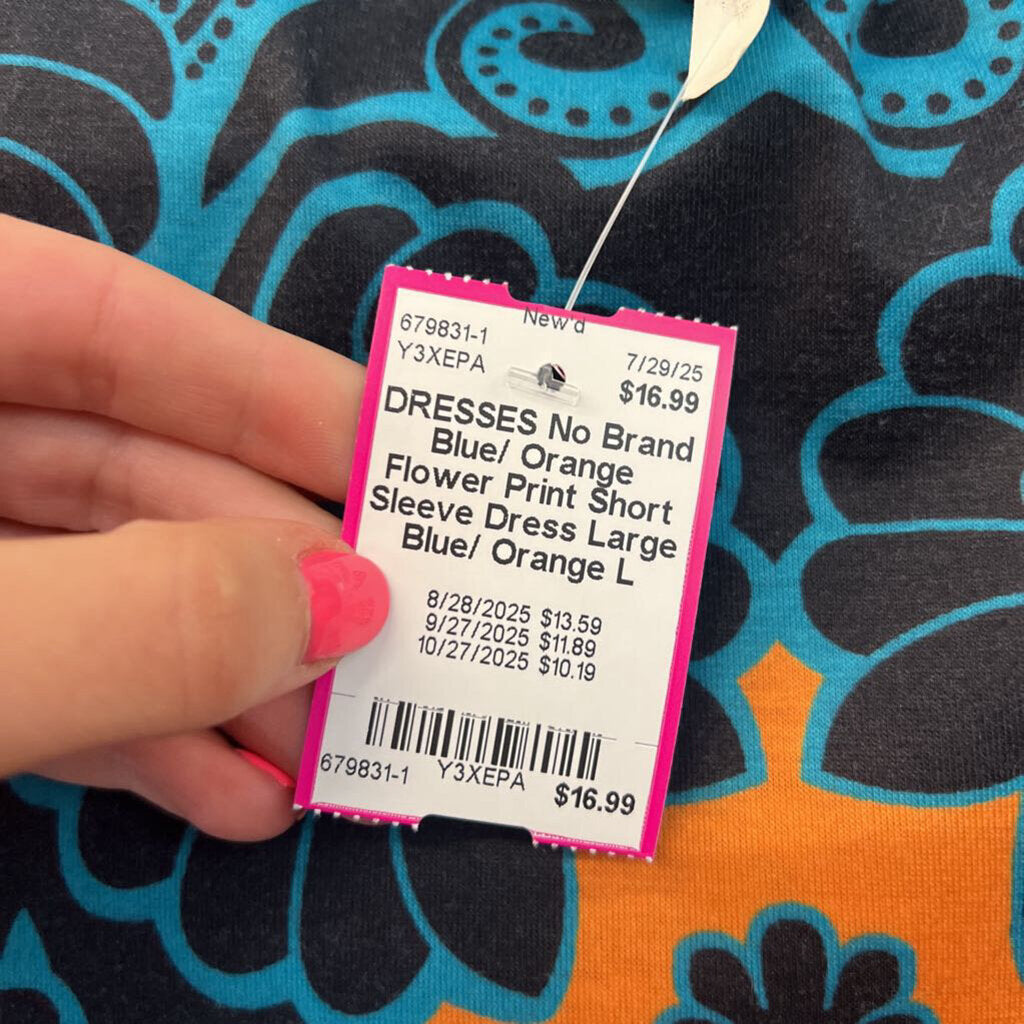 New'd
679831-1
Y3XEPA
7/29/25
$16.99
DRESSES No Brand
Blue/ Orange
Flower Print Short
Sleeve Dress Large
Blue/ Orange L
8/28/2025 $13.59
9/27/2025 $11.89
10/27/2025 $10.19
679831-1 Y3XEPA
$16.99